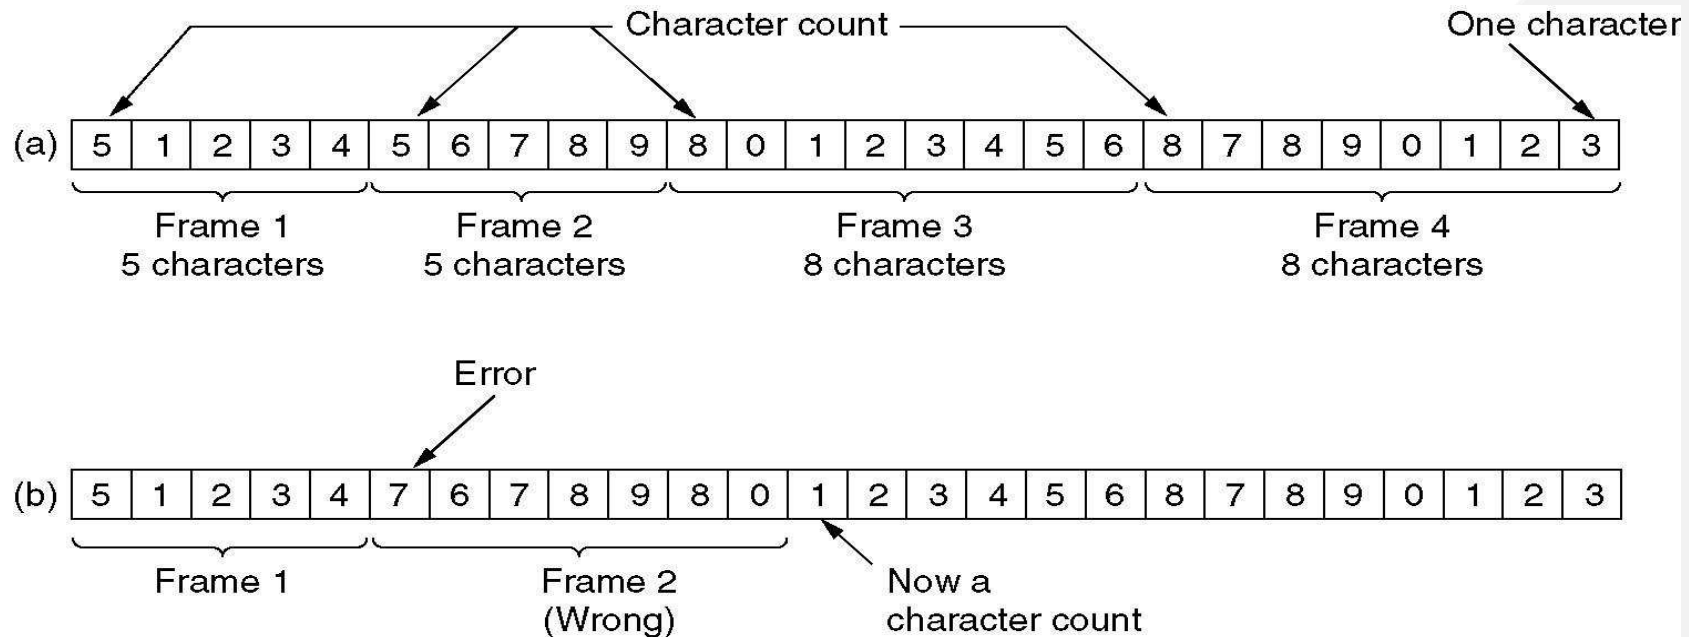 Character count
One character
(a) 5 1 2 3 4 5 6 7 8 9 8 0 1 2 3 4 5 6 8 7 8 9 0 1 2 3
Frame 1
5 characters
Frame 2
5 characters
Frame 3
8 characters
Frame 4
8 characters
Error
(b) 5 1 2 3 4 7 6 7 8 9 8 0 1 2 3 4 5 6 8 7 8 9 0 1 2 3
Frame 1
Frame 2
(Wrong)
Now a
character count